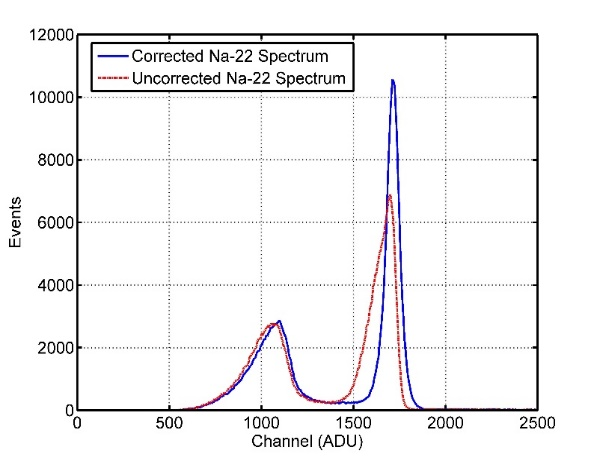 12000
10000
8000
6000
4000
2000
0
Events
Corrected Na-22 Spectrum
Uncorrected Na-22 Spectrum
0 500 1000 1500 2000 2500
Channel (ADU)